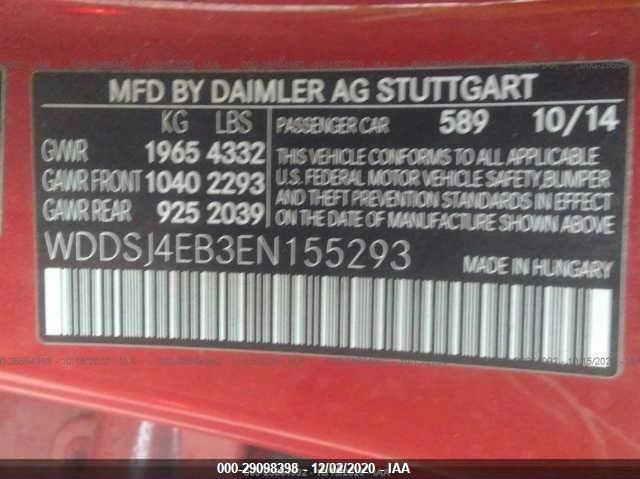 MFD BY DAIMLER AG STUTTGART
KG LBS
GVWR 1965 4332
GAWR FRONT 1040 2293
GAWR REAR 925 2039
PASSENGER CAR 589 10/14
THIS VEHICLE CONFORMS TO ALL APPLICABLE
U.S. FEDERAL MOTOR VEHICLE SAFETY, BUMPER
AND THEFT PREVENTION STANDARDS IN EFFECT
ON THE DATE OF MANUFACTURE SHOWN ABOVE
WDDSJ4EB3EN155293
MADE IN HUNGARY
000-29098398 - 12/02/2020 - IAA